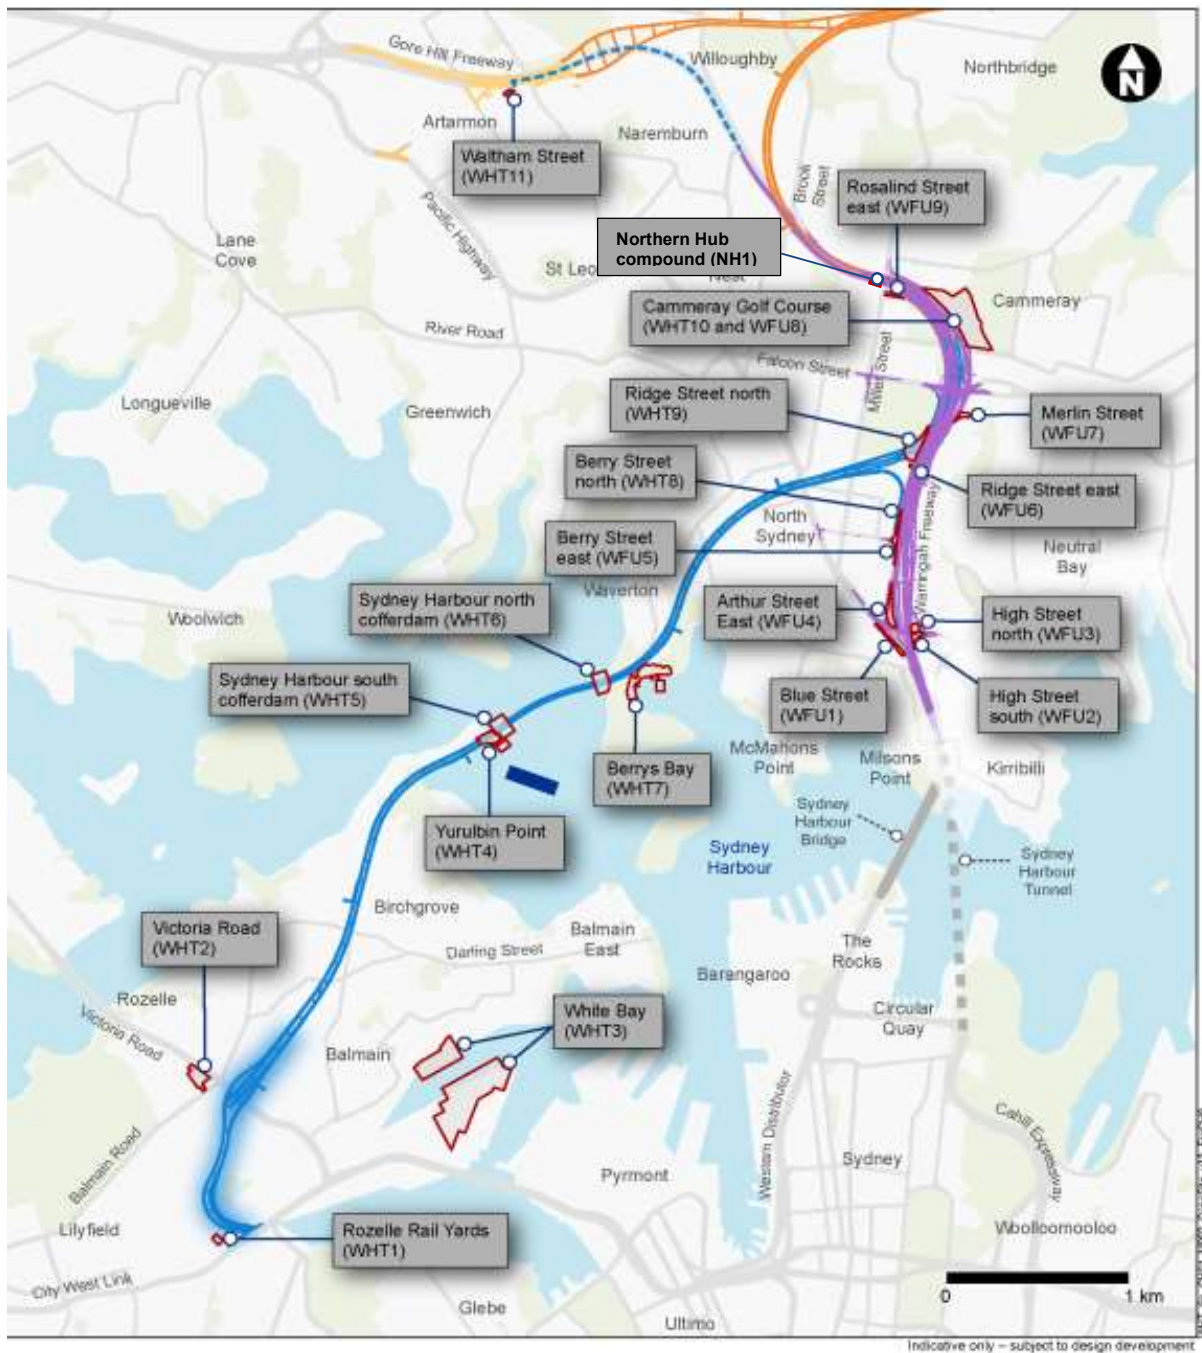 Gore Hill Freeway
Willoughby
Northbridge
N
Artarmon
Naremburn
Waltham Street
(WHT11)
Brook
Street
Rosalind Street
east (WFU9)
Pacific Highway
Lane
Cove
Northern Hub
compound (NH1)
St Leo
Cammeray Golf Course
(WHT10 and WFU8)
Cammeray
River Road
Falcon Street
Miller Street
Ridge Street north
(WHT9)
Longueville
Greenwich
Merlin Street
(WFU7)
Berry Street
north (WHT8)
Ridge Street east
(WFU6)
North
Sydney
Warringah Freeway
Berry Street
east (WFU5)
Neutral
Bay
Waverton
Sydney Harbour north
cofferdam (WHT6)
Arthur Street
East (WFU4)
High Street
north (WFU3)
Woolwich
Sydney Harbour south
cofferdam (WHT5)
Blue Street
(WFU1)
High Street
south (WFU2)
McMahons
Point
Milsons
Point
Kirribilli
Berrys Bay
(WHT7)
Yurulbin Point
(WHT4)
Sydney
Harbour
Bridge
Sydney
Harbour
Sydney
Harbour
Tunnel
Birchgrove
Victoria Road
(WHT2)
Darling Street
Balmain
East
The
Rocks
Barangaroo
Rozelle
Victoria Road
White Bay
(WHT3)
Circular
Quay
Balmain
Western Distributor
Cahill Expressway
Balmain Road
Pyrmont
Sydney
Lilyfield
Rozelle Rail Yards
(WHT1)
Woolloomooloo
City West Link
Glebe
Ultimo
0 1 km
Indicative only – subject to design development